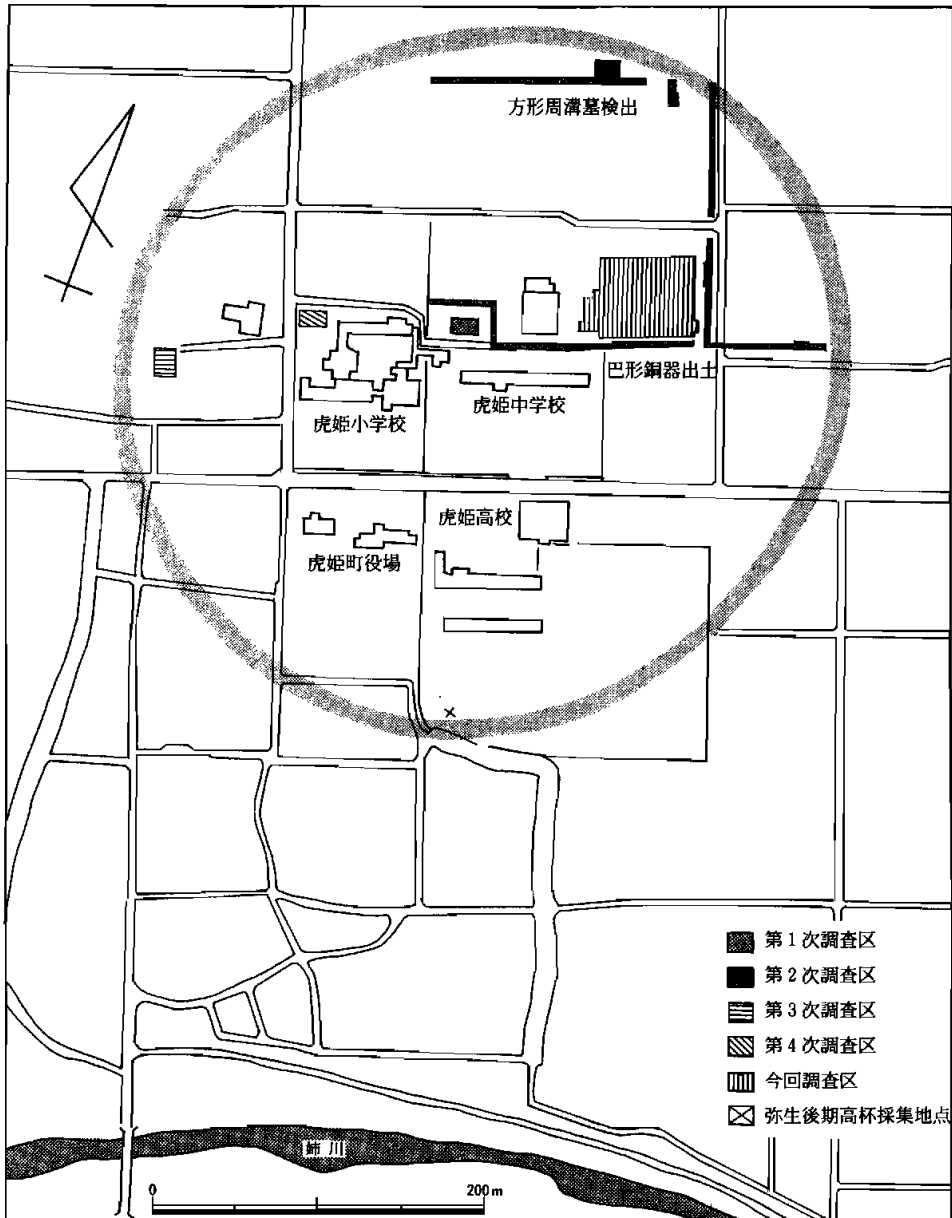 方形周溝墓検出
巴形銅器出土
虎姫小学校
虎姫中学校
虎姫町役場
虎姫高校
第1次調査区
第2次調査区
第3次調査区
第4次調査区
今回調査区
弥生後期高杯採集地点
姉川
0 200m